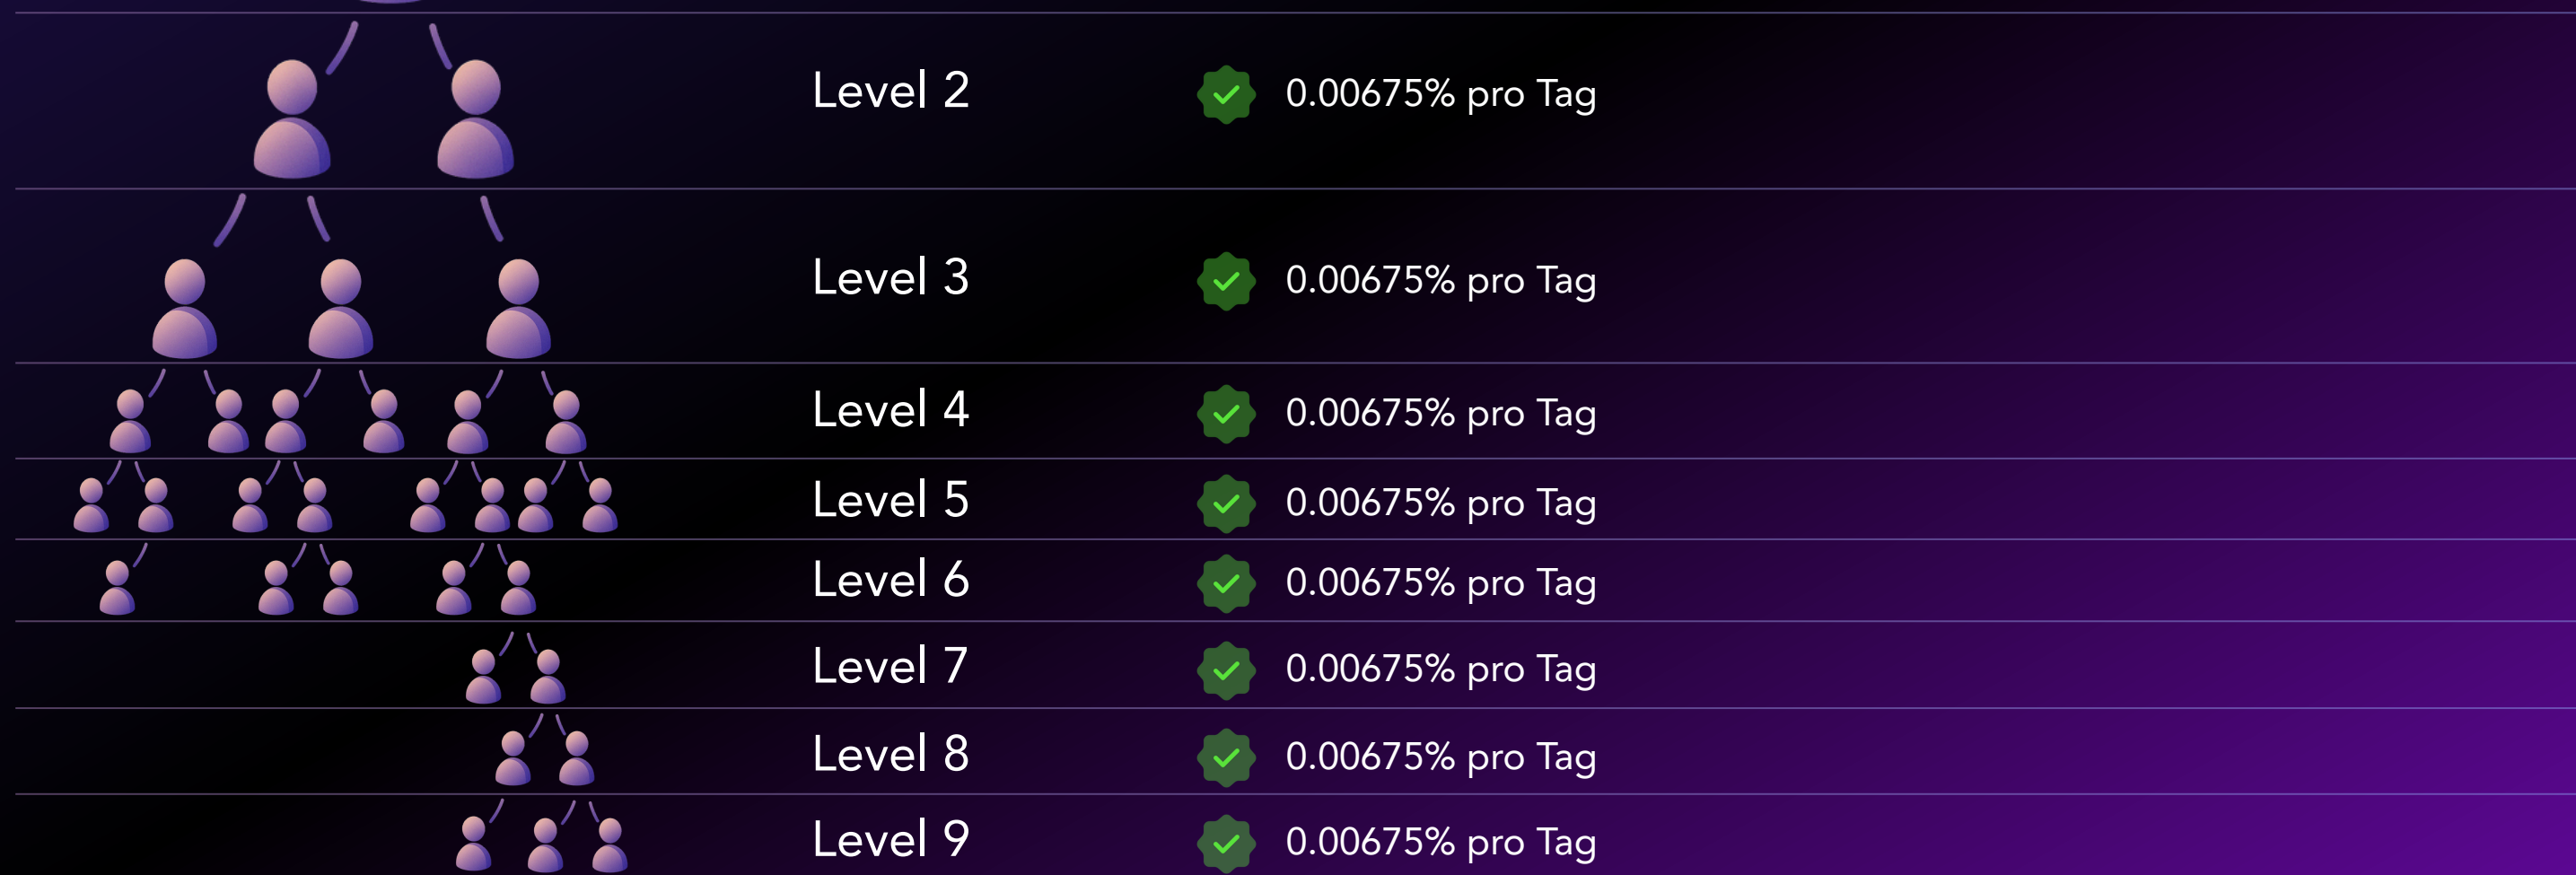 Level 2 0.00675% pro Tag
Level 3 0.00675% pro Tag
Level 4 0.00675% pro Tag
Level 5 0.00675% pro Tag
Level 6 0.00675% pro Tag
Level 7 0.00675% pro Tag
Level 8 0.00675% pro Tag
Level 9 0.00675% pro Tag